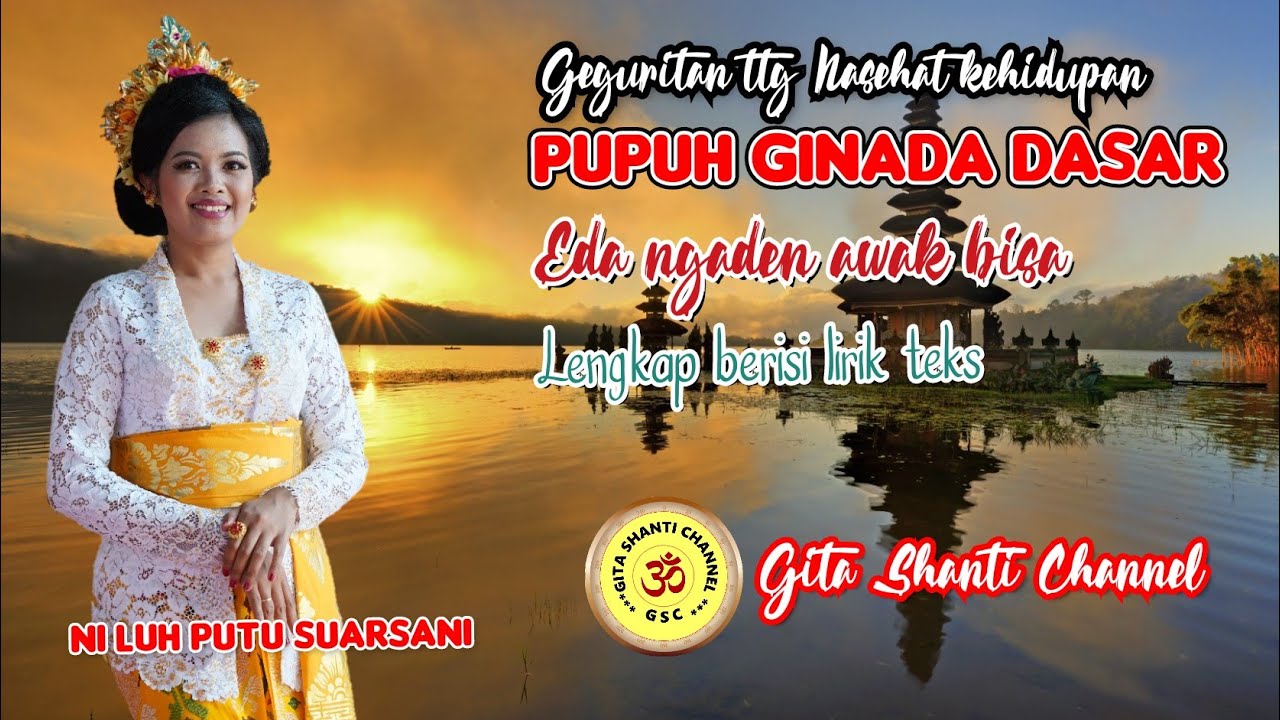 Geguritan ttg Nasehat kehidupan
PUPUH GINADA DASAR
Eda ngaden awak bisa
Lengkap berisi lirik teks
GITA SHANTI CHANNEL
ॐ
*** GSC ***
Gita Shanti Channel
NI LUH PUTU SUARSANI